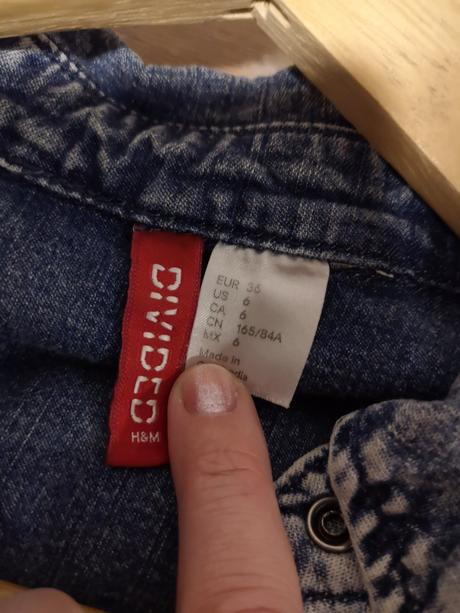 DIVIDED
H&M
EUR 36
US 6
CA 6
CN 165/84A
MX 6
Made in